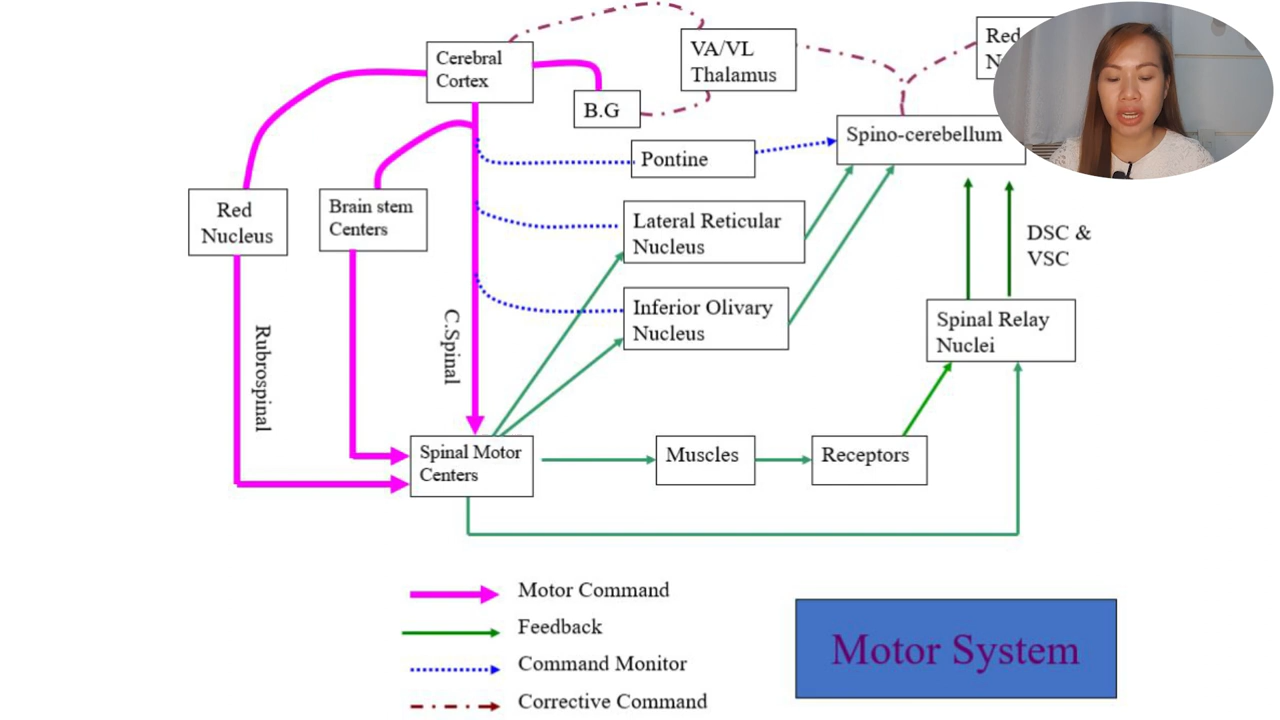 Cerebral
Cortex
VA/VL
Thalamus
Red
N
B.G
Spino-cerebellum
Pontine
Red
Nucleus
Brain stem
Centers
Lateral Reticular
Nucleus
DSC &
VSC
Inferior Olivary
Nucleus
Spinal Relay
Nuclei
Rubrospinal
C.Spinal
Spinal Motor
Centers
Muscles
Receptors
Motor Command
Feedback
Command Monitor
Corrective Command
Motor System